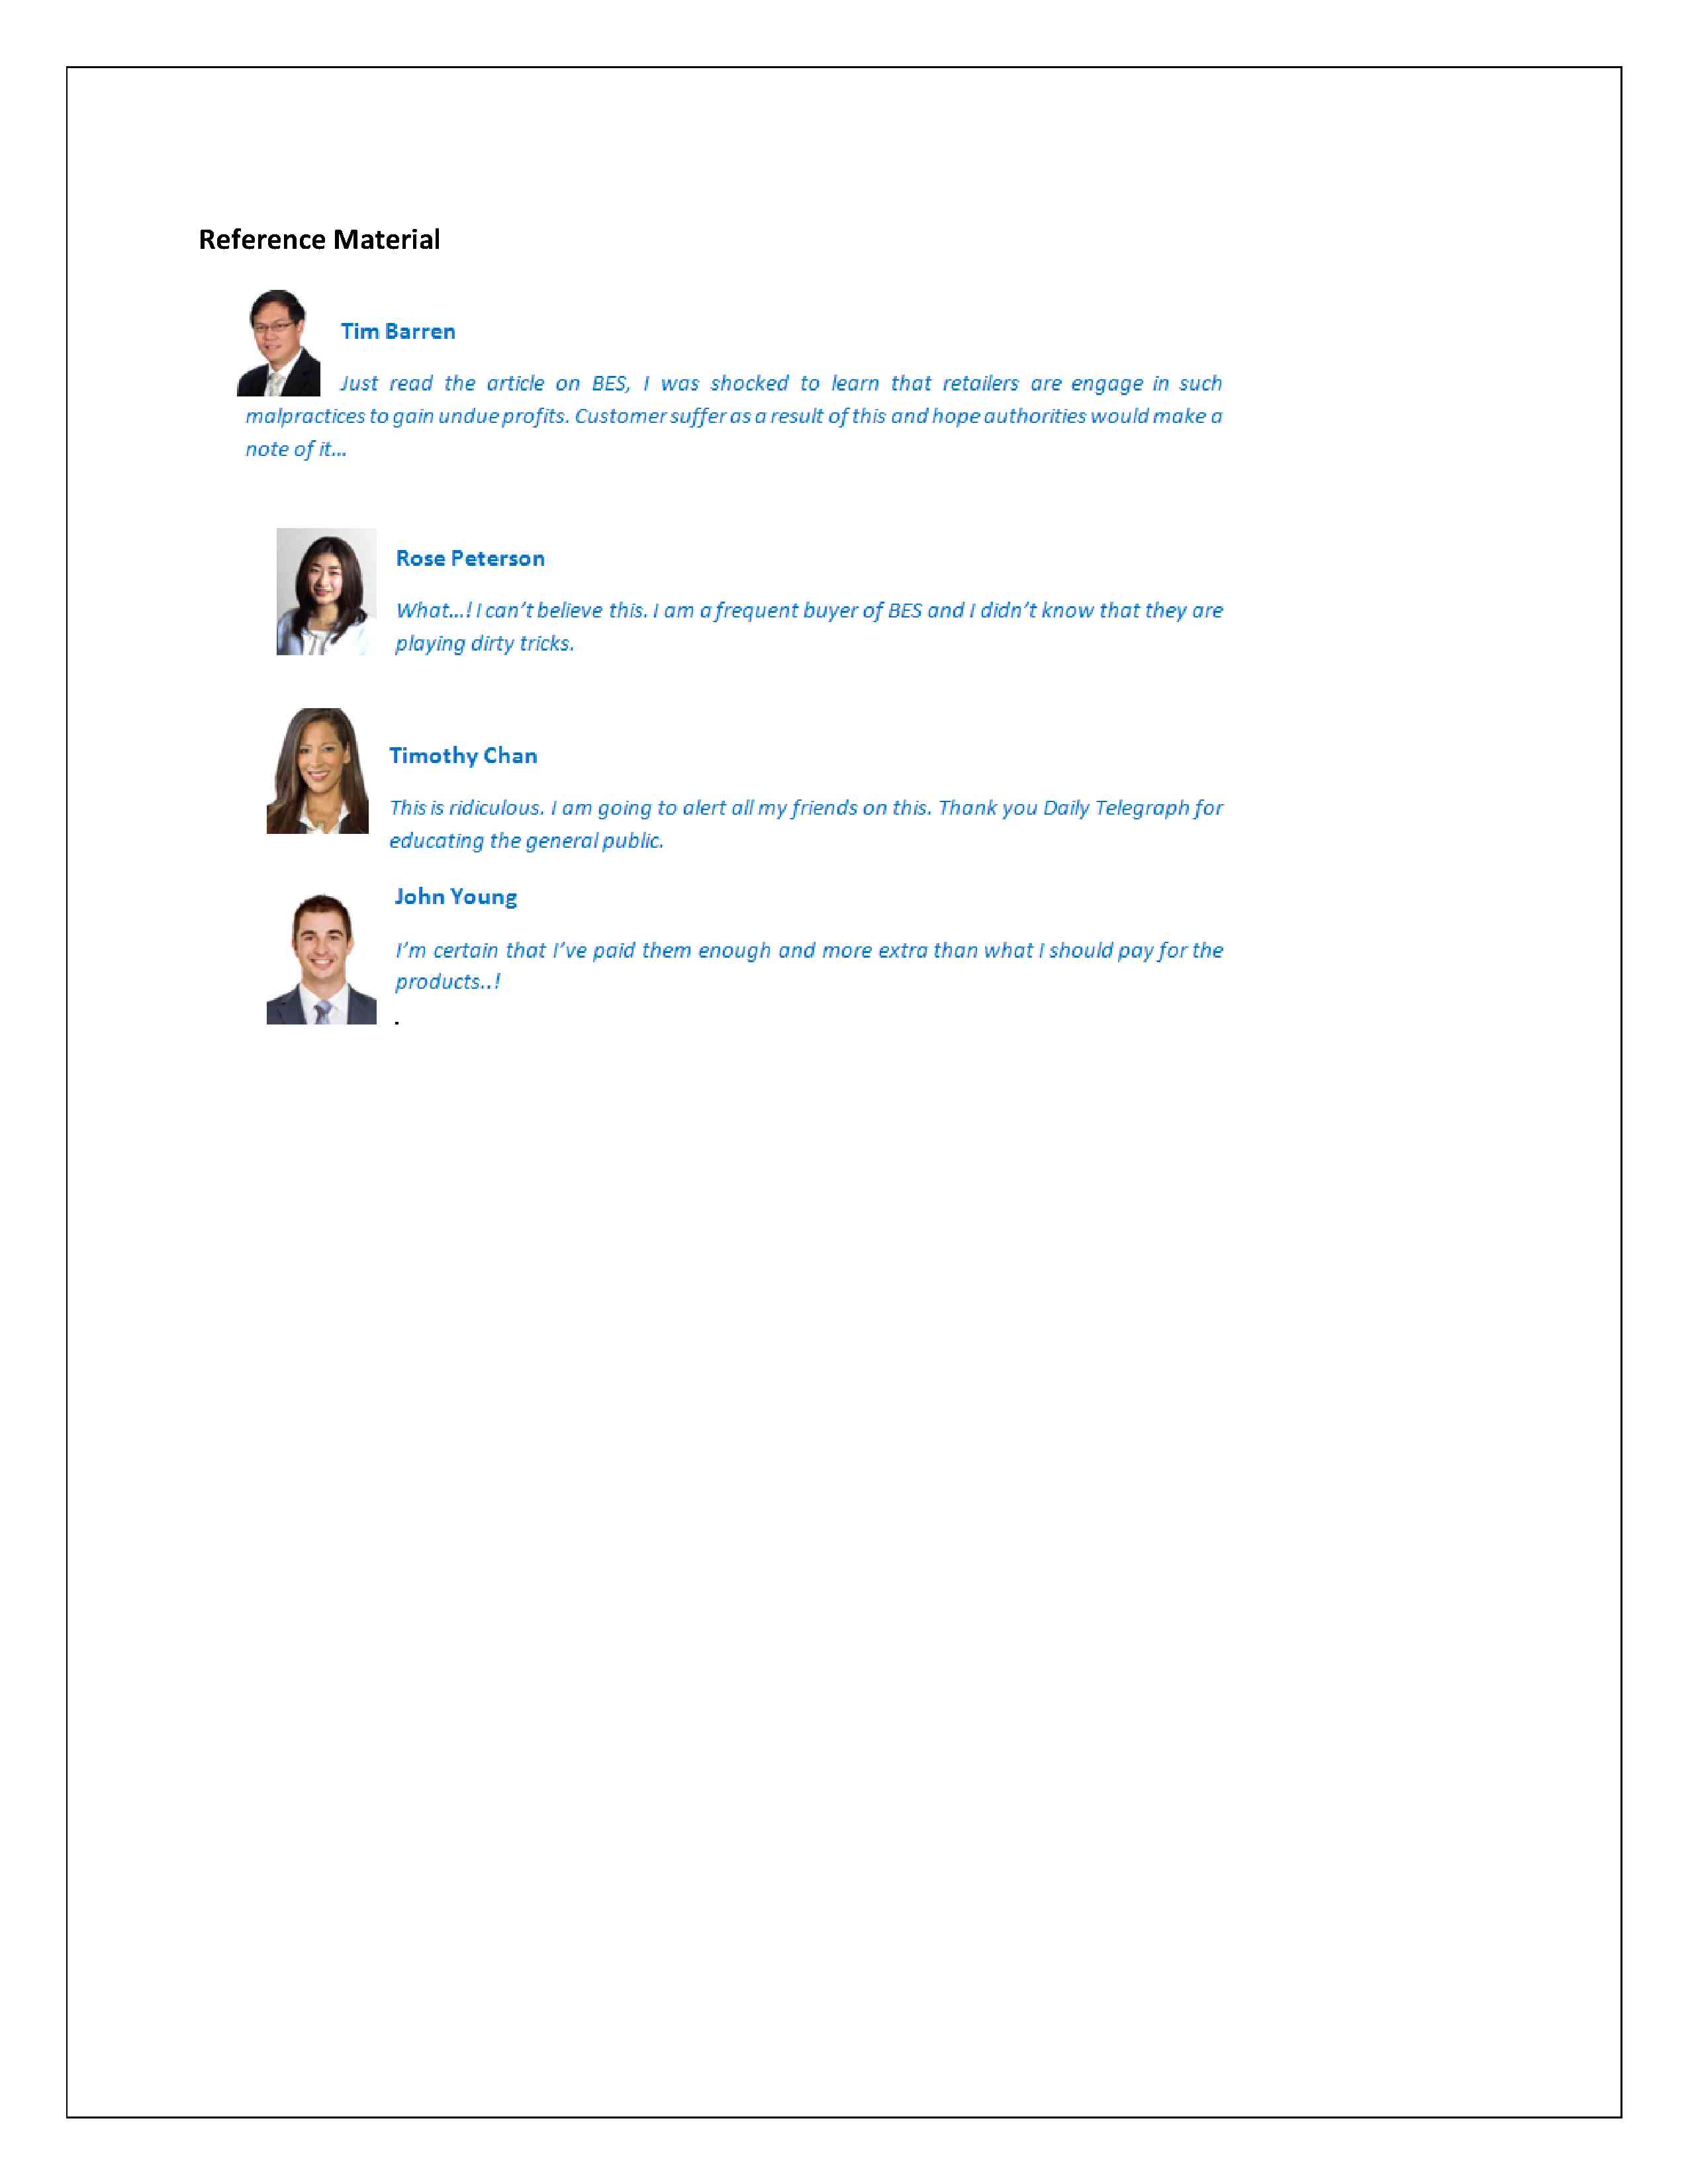 Reference Material
Tim Barren
Just read the article on BES, I was shocked to learn that retailers are engage in such
malpractices to gain undue profits. Customer suffer as a result of this and hope authorities would make a
note of it...
Rose Peterson
What...! I can't believe this. I am a frequent buyer of BES and I didn't know that they are
playing dirty tricks.
Timothy Chan
This is ridiculous. I am going to alert all my friends on this. Thank you Daily Telegraph for
educating the general public.
John Young
I'm certain that I've paid them enough and more extra than what I should pay for the
products..!
.